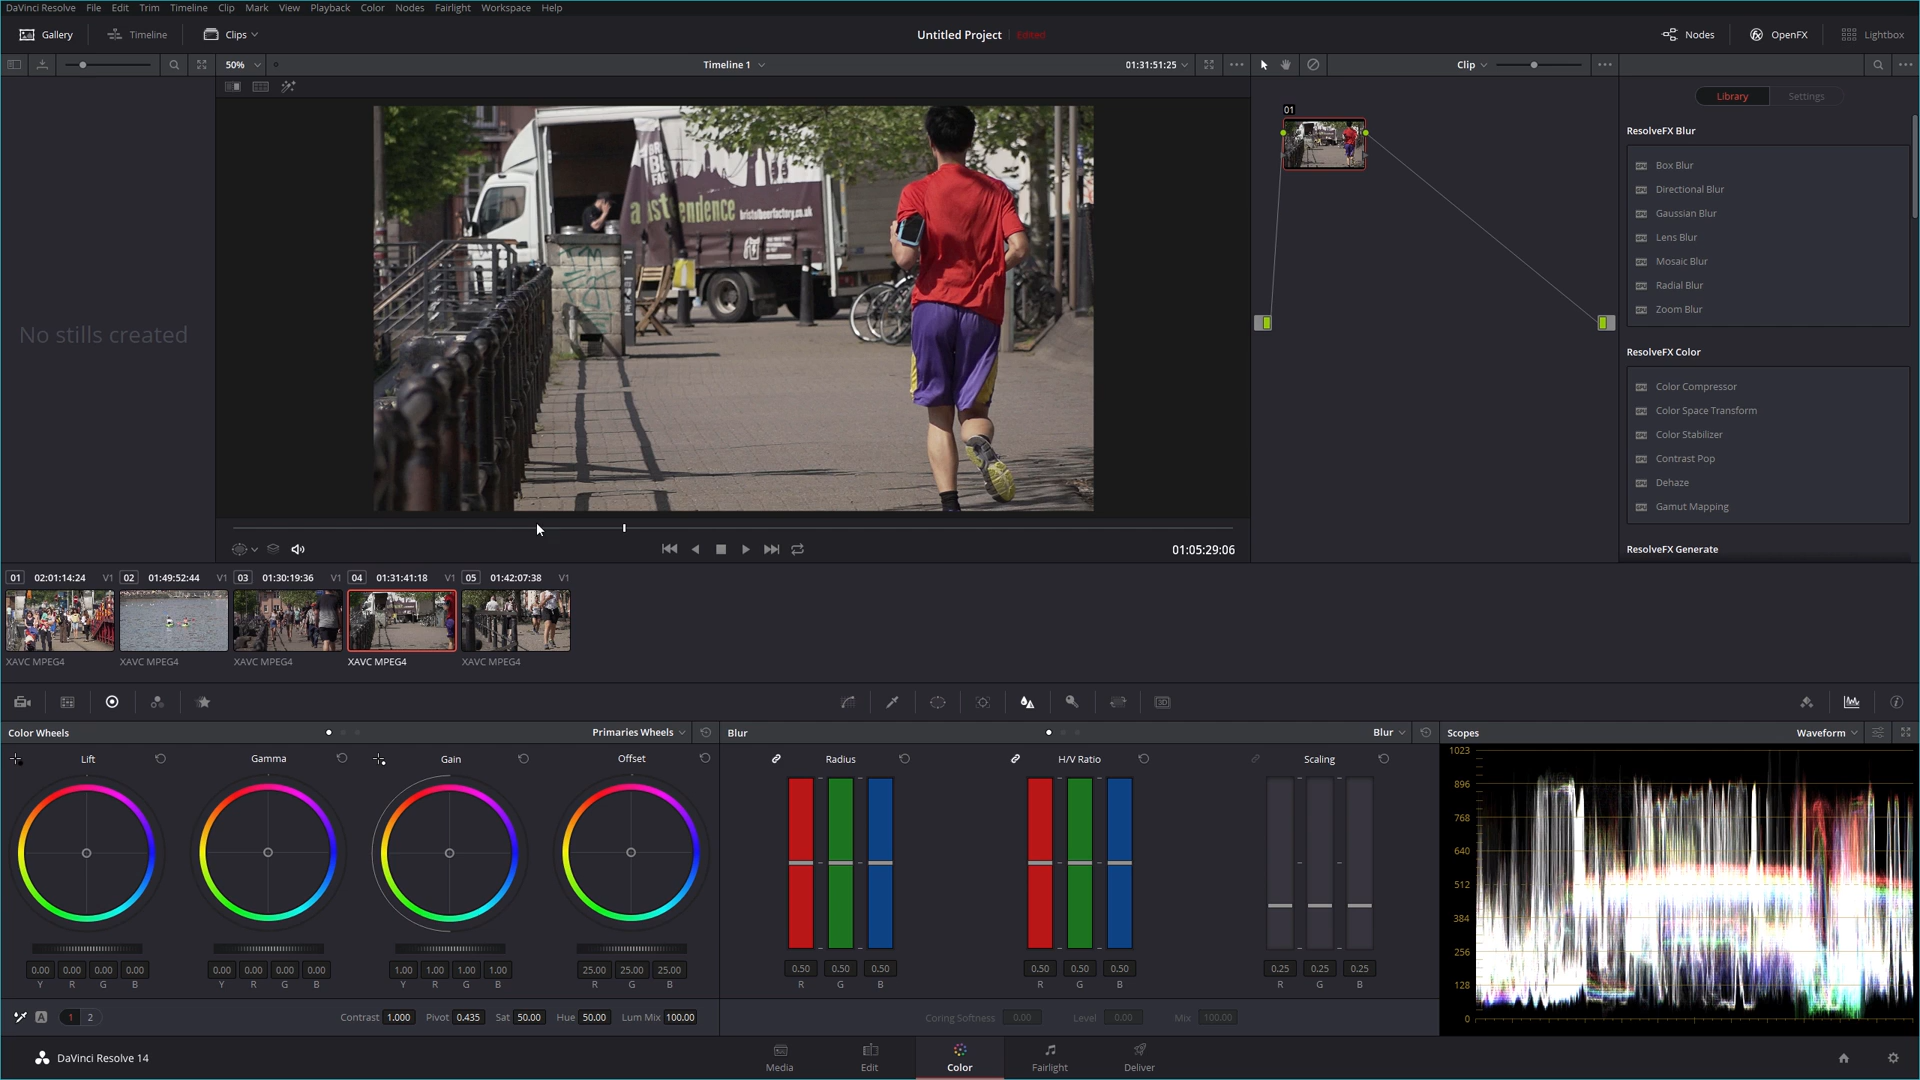 DaVinci Resolve File Edit Trim Timeline Clip Mark View Playback Color Nodes Fairlight Workspace Help
Gallery Timeline Clips Untitled Project Edited Nodes OpenFX Lightbox
50% Timeline 1 01:31:51:25 Clip
Library Settings
01
ResolveFX Blur
Box Blur
Directional Blur
Gaussian Blur
Lens Blur
Mosaic Blur
Radial Blur
Zoom Blur
bristolbeerfactory.co.uk
No stills created
ResolveFX Color
Color Compressor
Color Space Transform
Color Stabilizer
Contrast Pop
Dehaze
Gamut Mapping
ResolveFX Generate
01:05:29:06
01 02:01:14:24 V1 02 01:49:52:44 V1 03 01:30:19:36 V1 04 01:31:41:18 V1 05 01:42:07:38 V1
XAVC MPEG4 XAVC MPEG4 XAVC MPEG4 XAVC MPEG4 XAVC MPEG4
3D
Color Wheels Primaries Wheels Blur Blur Scopes Waveform
Lift Gamma Gain Offset Radius H/V Ratio Scaling
1023
896
768
640
512
384
256
128
0
0.00 0.00 0.00 0.00 0.00 0.00 0.00 0.00 1.00 1.00 1.00 1.00 25.00 25.00 25.00 0.50 0.50 0.50 0.50 0.50 0.50 0.25 0.25 0.25
Y R G B Y R G B Y R G B R G B R G B R G B R G B
A 1 2 Contrast 1.000 Pivot 0.435 Sat 50.00 Hue 50.00 Lum Mix 100.00 Coring Softness 0.00 Level 0.00 Mix 100.00
DaVinci Resolve 14 Media Edit Color Fairlight Deliver